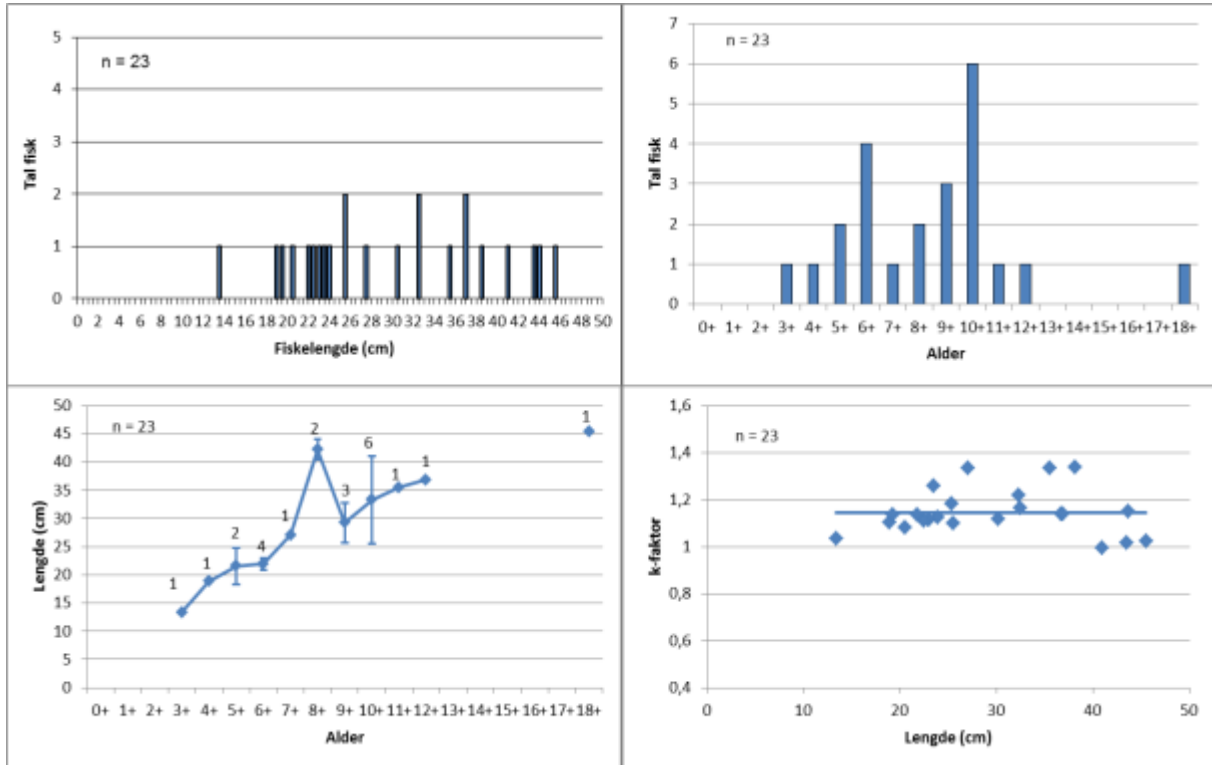 5
4
3
2
1
0
Tal fisk
n = 23
0 2 4 6 8 10 12 14 16 18 20 22 24 26 28 30 32 34 36 38 40 42 44 46 48 50
Fiskelengde (cm)
7
6
5
4
3
2
1
0
Tal fisk
n = 23
0+ 1+ 2+ 3+ 4+ 5+ 6+ 7+ 8+ 9+ 10+ 11+ 12+ 13+ 14+ 15+ 16+ 17+ 18+
Alder
50
45
40
35
30
25
20
15
10
5
0
Lengde (cm)
n = 23
1
1
2
4
1
2
3
6
1
1
1
0+ 1+ 2+ 3+ 4+ 5+ 6+ 7+ 8+ 9+ 10+ 11+ 12+ 13+ 14+ 15+ 16+ 17+ 18+
Alder
1,6
1,4
1,2
1
0,8
0,6
0,4
k-faktor
n = 23
0 10 20 30 40 50
Lengde (cm)